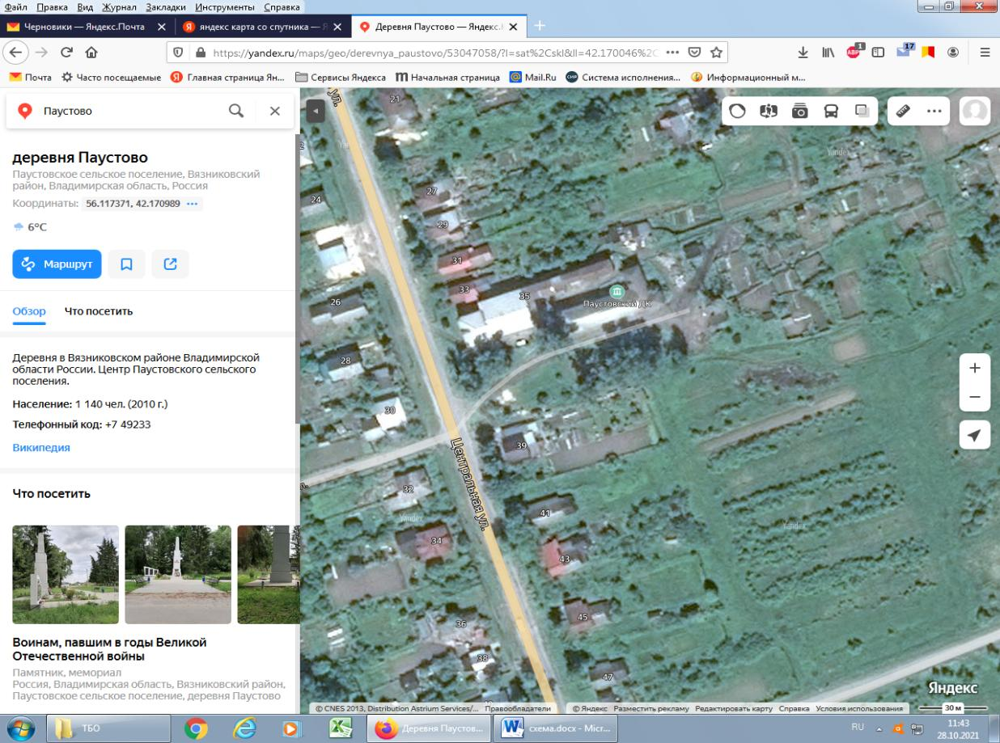 Файл Правка Вид Журнал Закладки Инструменты Справка
Черновики — Яндекс.Почта
яндекс карта со спутника — Я
Деревня Паустово — Яндекс.
https://yandex.ru/maps/geo/derevnya_paustovo/53047058/?l=sat%2Cskl&ll=42.170046%2C
ABP 1
17
Почта
Часто посещаемые
Главная страница Ян...
Сервисы Яндекса
Начальная страница
Mail.Ru
Система исполнения...
Информационный м...
Паустово
деревня Паустово
Паустовское сельское поселение, Вязниковский
район, Владимирская область, Россия
Координаты: 56.117371, 42.170989 •••
6°C
Маршрут
Обзор Что посетить
Деревня в Вязниковском районе Владимирской
области России. Центр Паустовского сельского
поселения.
Население: 1 140 чел. (2010 г.)
Телефонный код: +7 49233
Википедия
Что посетить
Воинам, павшим в годы Великой
Отечественной войны
Памятник, мемориал
Россия, Владимирская область, Вязниковский район,
Паустовское сельское поселение, деревня Паустово
ул.
21
24
27
29
31
33
35
Паустовский ДК
26
28
30
39
Центральная ул.
32
41
34
43
45
36
38
47
Yandex
Yandex
Yandex
Яндекс
© CNES 2013, Distribution Astrium Services/... Правообладатели
© Яндекс Разместить рекламу Редактировать карту Справка Условия использования
30 м
ТБО
Деревня Паустов...
схема.docx - Micr...
RU
11:43
28.10.2021